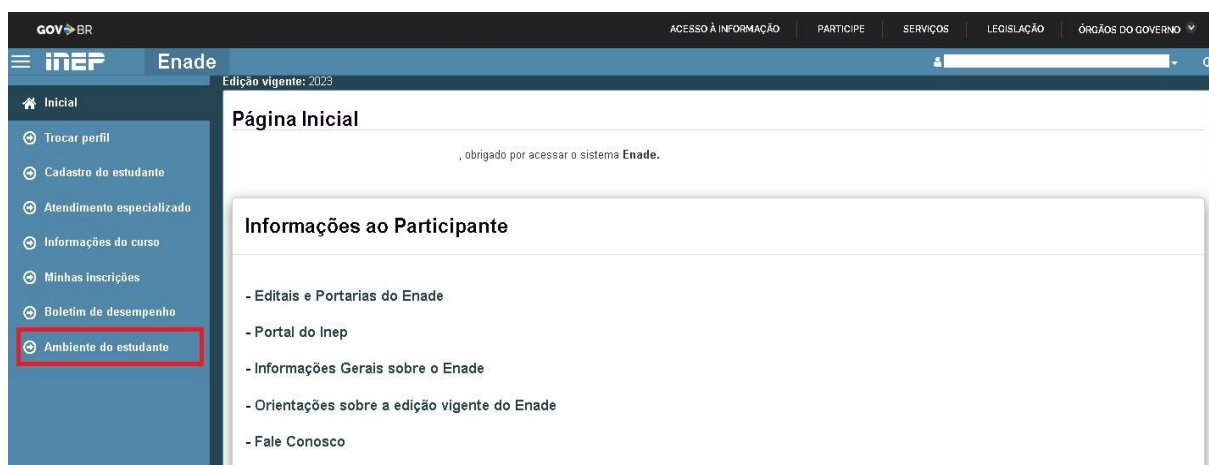 GOV BR ACESSO À INFORMAÇÃO PARTICIPE SERVIÇOS LEGISLAÇÃO ÓRGÃOS DO GOVERNO
inep Enade
Edição vigente: 2023
Inicial
Trocar perfil
Cadastro do estudante
Atendimento especializado
Informações do curso
Minhas inscrições
Boletim de desempenho
Ambiente do estudante
Página Inicial
, obrigado por acessar o sistema Enade.
Informações ao Participante
- Editais e Portarias do Enade
- Portal do Inep
- Informações Gerais sobre o Enade
- Orientações sobre a edição vigente do Enade
- Fale Conosco